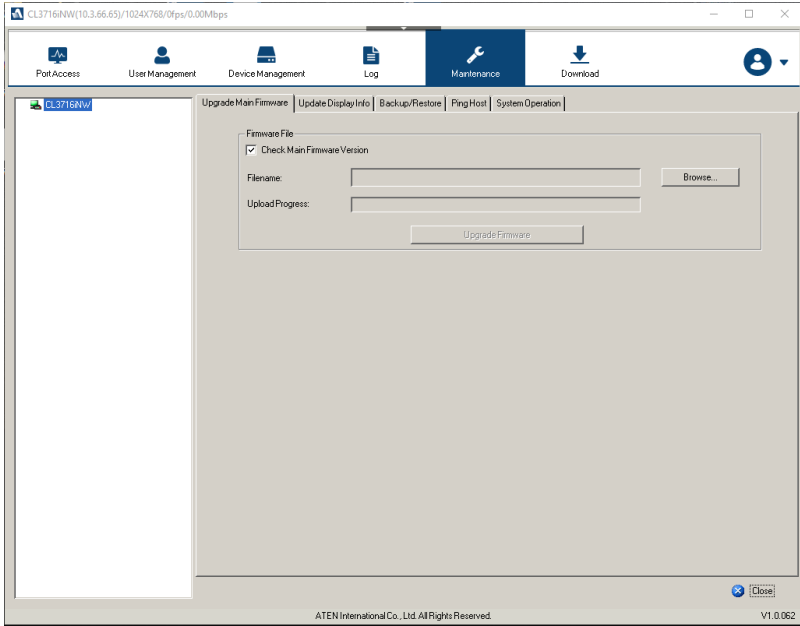 CL3716iNW(10.3.66.65)/1024X768/0fps/0.00Mbps
Port Access User Management Device Management Log Maintenance Download
CL3716iNW
Upgrade Main Firmware Update Display Info Backup/Restore Ping Host System Operation
Firmware File
Check Main Firmware Version
Filename: Browse...
Upload Progress:
Upgrade Firmware
Close
ATEN International Co., Ltd. All Rights Reserved. V1.0.062